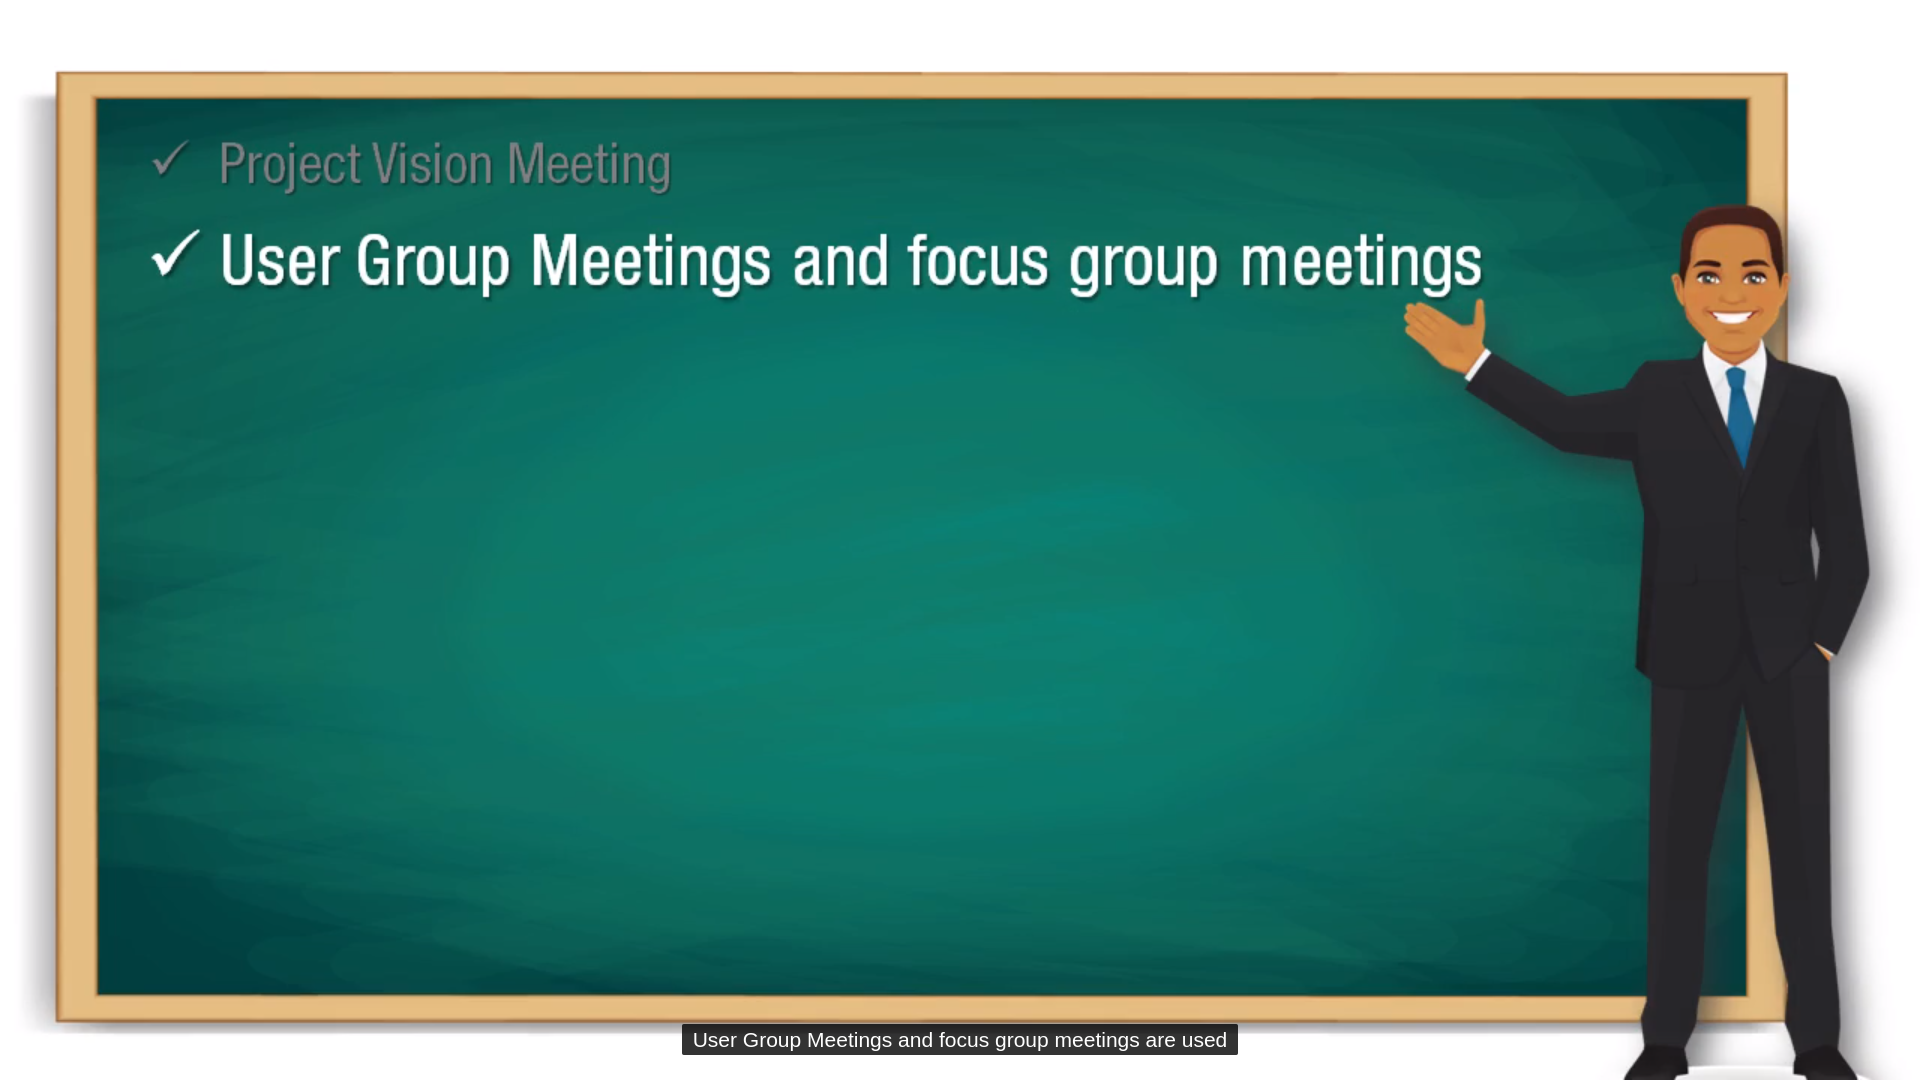 ✓ Project Vision Meeting
✓ User Group Meetings and focus group meetings
User Group Meetings and focus group meetings are used